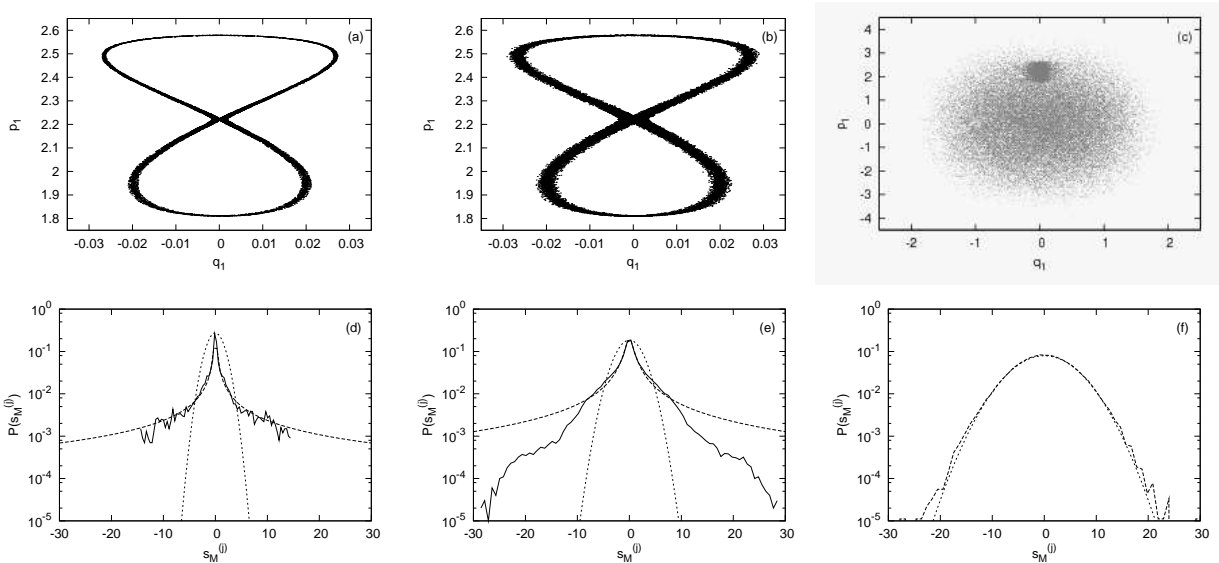 (a)
2.6
2.5
2.4
2.3
2.2
2.1
2
1.9
1.8
p1
-0.03 -0.02 -0.01 0 0.01 0.02 0.03
q1
(b)
2.6
2.5
2.4
2.3
2.2
2.1
2
1.9
1.8
p1
-0.03 -0.02 -0.01 0 0.01 0.02 0.03
q1
(c)
4
3
2
1
0
-1
-2
-3
-4
p1
-2 -1 0 1 2
q1
(d)
10^0
10^-1
10^-2
10^-3
10^-4
10^-5
P(s_M^(j))
-30 -20 -10 0 10 20 30
s_M^(j)
(e)
10^0
10^-1
10^-2
10^-3
10^-4
10^-5
P(s_M^(j))
-30 -20 -10 0 10 20 30
s_M^(j)
(f)
10^0
10^-1
10^-2
10^-3
10^-4
10^-5
P(s_M^(j))
-30 -20 -10 0 10 20 30
s_M^(j)